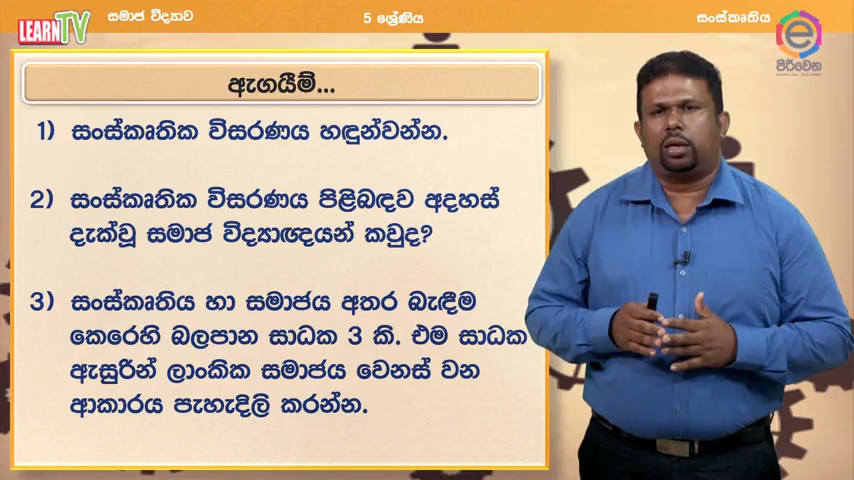 LEARN TV
සමාජ විද්‍යාව
5 ශ්‍රේණිය
සංස්කෘතිය
e
පිරිවෙන
ඇගයීම්...
1) සංස්කෘතික විසරණය හඳුන්වන්න.
2) සංස්කෘතික විසරණය පිළිබඳව අදහස්
දැක්වූ සමාජ විද්‍යාඥයන් කවුද?
3) සංස්කෘතිය හා සමාජය අතර බැඳීම
කෙරෙහි බලපාන සාධක 3 කි. එම සාධක
ඇසුරින් ලාංකික සමාජය වෙනස් වන
ආකාරය පැහැදිලි කරන්න.